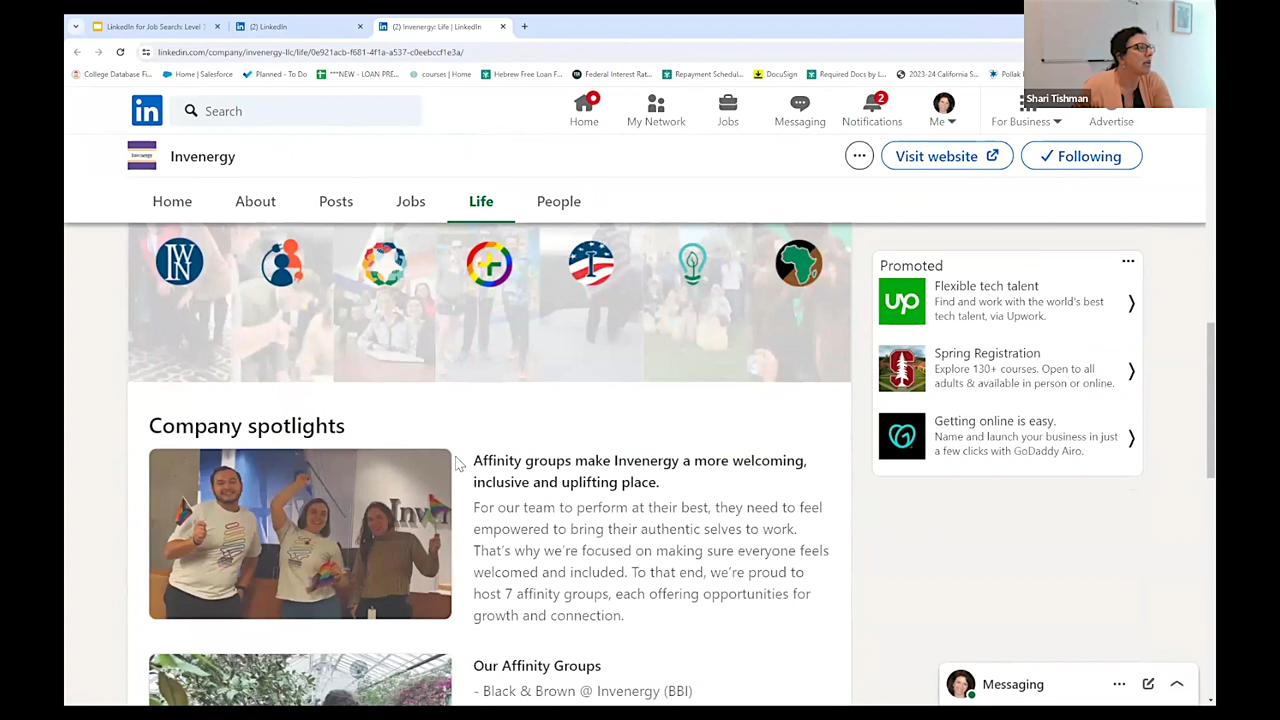 LinkedIn for Job Search: Level
(2) LinkedIn
(2) Invenergy: Life | LinkedIn
linkedin.com/company/invenergy-llc/life/0e921acb-f681-4f1a-a537-c0eebccf1e3a/
College Database Fi...
Home | Salesforce
Planned - To Do
***NEW - LOAN PRE...
courses | Home
Hebrew Free Loan F...
Federal Interest Rat...
Repayment Schedul...
DocuSign
Required Docs by L...
2023-24 California S...
Pollak
Shari Tishman
in
Search
Home
My Network
Jobs
Messaging
2
Notifications
Me
For Business
Advertise
Invenergy
Visit website
Following
Home
About
Posts
Jobs
Life
People
IWN
Promoted
up
Flexible tech talent
Find and work with the world's best
tech talent, via Upwork.
Spring Registration
Explore 130+ courses. Open to all
adults & available in person or online.
Getting online is easy.
Name and launch your business in just
a few clicks with GoDaddy Airo.
Company spotlights
Affinity groups make Invenergy a more welcoming,
inclusive and uplifting place.
For our team to perform at their best, they need to feel
empowered to bring their authentic selves to work.
That's why we're focused on making sure everyone feels
welcomed and included. To that end, we're proud to
host 7 affinity groups, each offering opportunities for
growth and connection.
Our Affinity Groups
- Black & Brown @ Invenergy (BBI)
Messaging